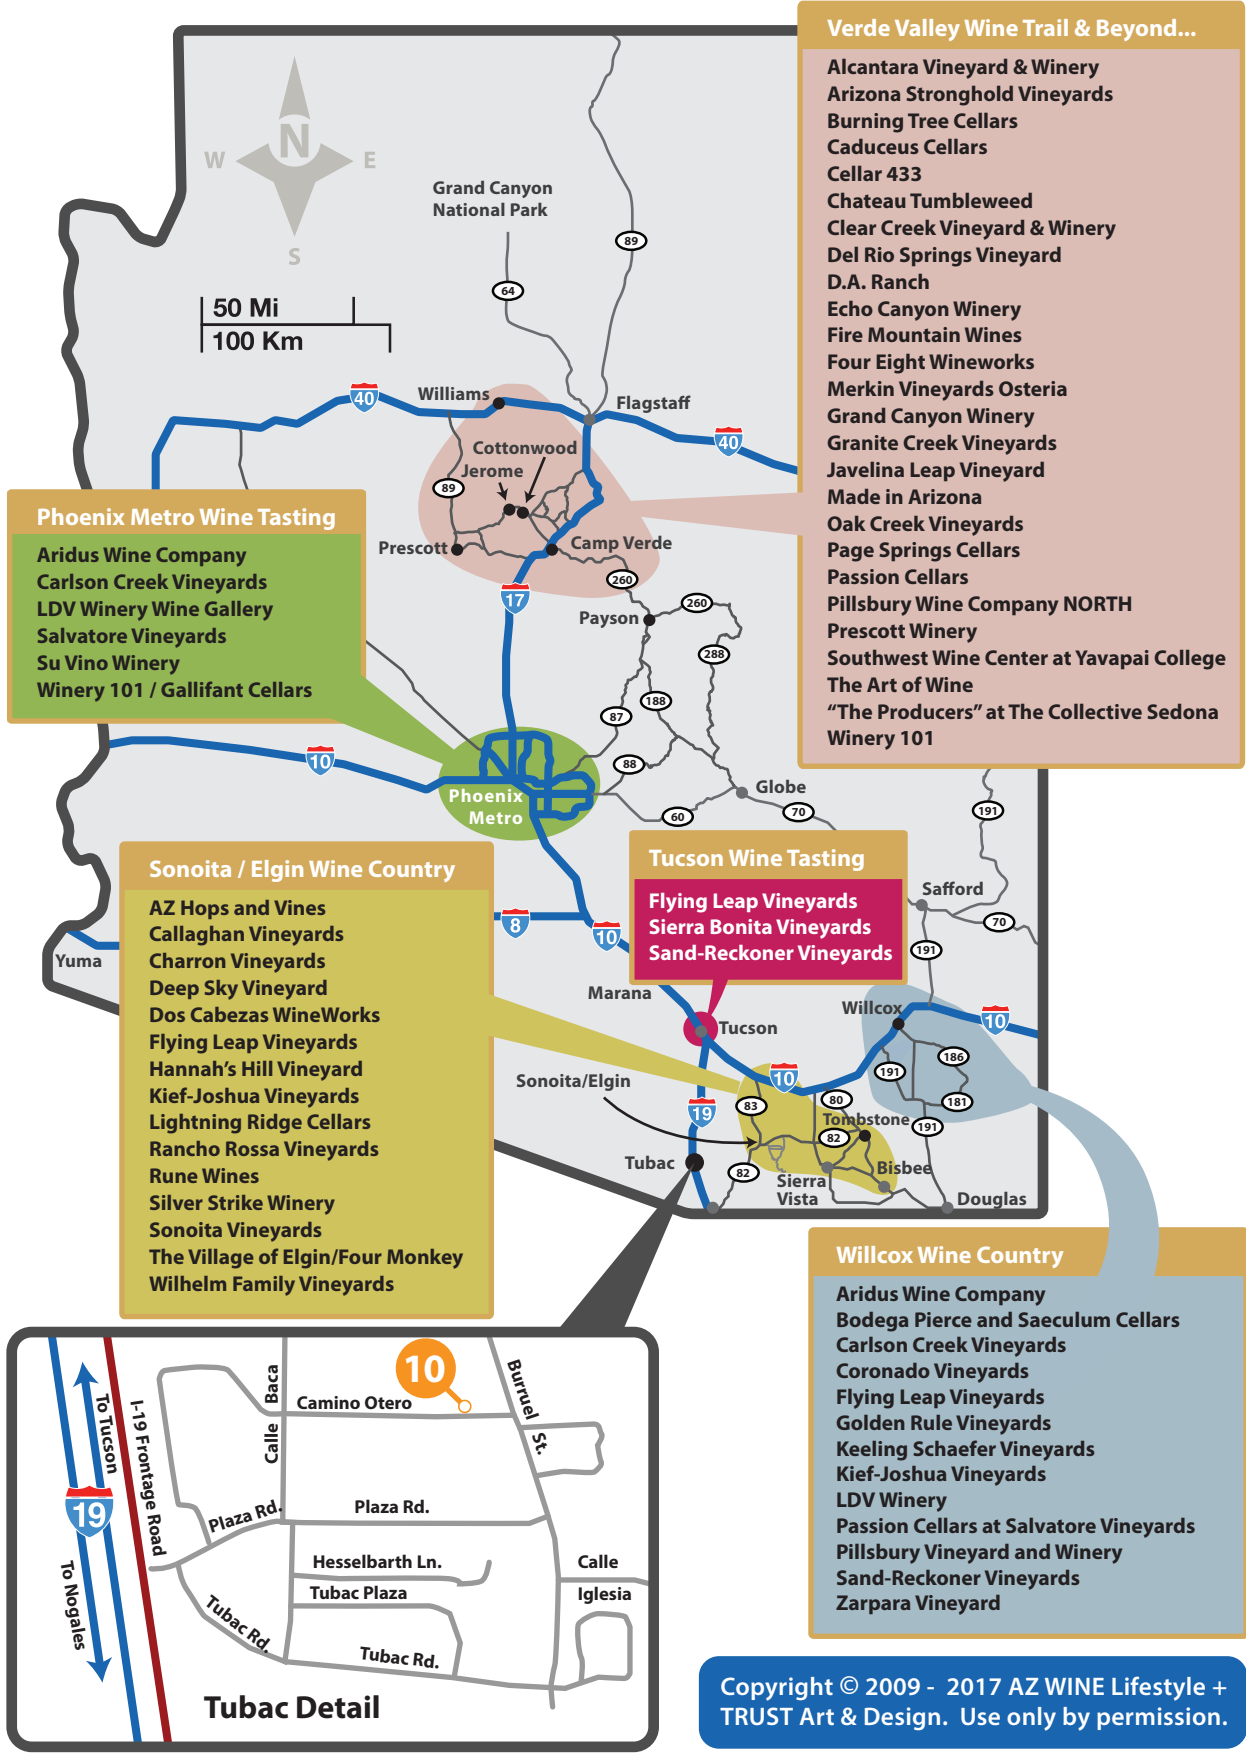 Verde Valley Wine Trail & Beyond...
Alcantara Vineyard & Winery
Arizona Stronghold Vineyards
Burning Tree Cellars
Caduceus Cellars
Cellar 433
Chateau Tumbleweed
Clear Creek Vineyard & Winery
Del Rio Springs Vineyard
D.A. Ranch
Echo Canyon Winery
Fire Mountain Wines
Four Eight Wineworks
Merkin Vineyards Osteria
Grand Canyon Winery
Granite Creek Vineyards
Javelina Leap Vineyard
Made in Arizona
Oak Creek Vineyards
Page Springs Cellars
Passion Cellars
Pillsbury Wine Company NORTH
Prescott Winery
Southwest Wine Center at Yavapai College
The Art of Wine
“The Producers” at The Collective Sedona
Winery 101
N
W
E
S
50 Mi
100 Km
Grand Canyon
National Park
89
64
40
Williams
Flagstaff
40
Cottonwood
Jerome
89
Prescott
Camp Verde
260
17
Payson
260
288
188
87
88
Globe
60
70
191
10
Phoenix
Metro
Phoenix Metro Wine Tasting
Aridus Wine Company
Carlson Creek Vineyards
LDV Winery Wine Gallery
Salvatore Vineyards
Su Vino Winery
Winery 101 / Gallifant Cellars
Tucson Wine Tasting
Flying Leap Vineyards
Sierra Bonita Vineyards
Sand-Reckoner Vineyards
Safford
70
191
8
10
Yuma
Marana
Tucson
Willcox
10
186
191
181
191
10
Sonoita/Elgin
19
83
80
Tombstone
82
Tubac
82
Sierra
Vista
Bisbee
Douglas
Sonoita / Elgin Wine Country
AZ Hops and Vines
Callaghan Vineyards
Charron Vineyards
Deep Sky Vineyard
Dos Cabezas WineWorks
Flying Leap Vineyards
Hannah’s Hill Vineyard
Kief-Joshua Vineyards
Lightning Ridge Cellars
Rancho Rossa Vineyards
Rune Wines
Silver Strike Winery
Sonoita Vineyards
The Village of Elgin/Four Monkey
Wilhelm Family Vineyards
Willcox Wine Country
Aridus Wine Company
Bodega Pierce and Saeculum Cellars
Carlson Creek Vineyards
Coronado Vineyards
Flying Leap Vineyards
Golden Rule Vineyards
Keeling Schaefer Vineyards
Kief-Joshua Vineyards
LDV Winery
Passion Cellars at Salvatore Vineyards
Pillsbury Vineyard and Winery
Sand-Reckoner Vineyards
Zarpara Vineyard
10
Camino Otero
Calle Baca
Burruel St.
To Tucson
I-19 Frontage Road
19
To Nogales
Plaza Rd.
Plaza Rd.
Hesselbarth Ln.
Tubac Plaza
Calle
Iglesia
Tubac Rd.
Tubac Rd.
Tubac Detail
Copyright © 2009 - 2017 AZ WINE Lifestyle +
TRUST Art & Design. Use only by permission.